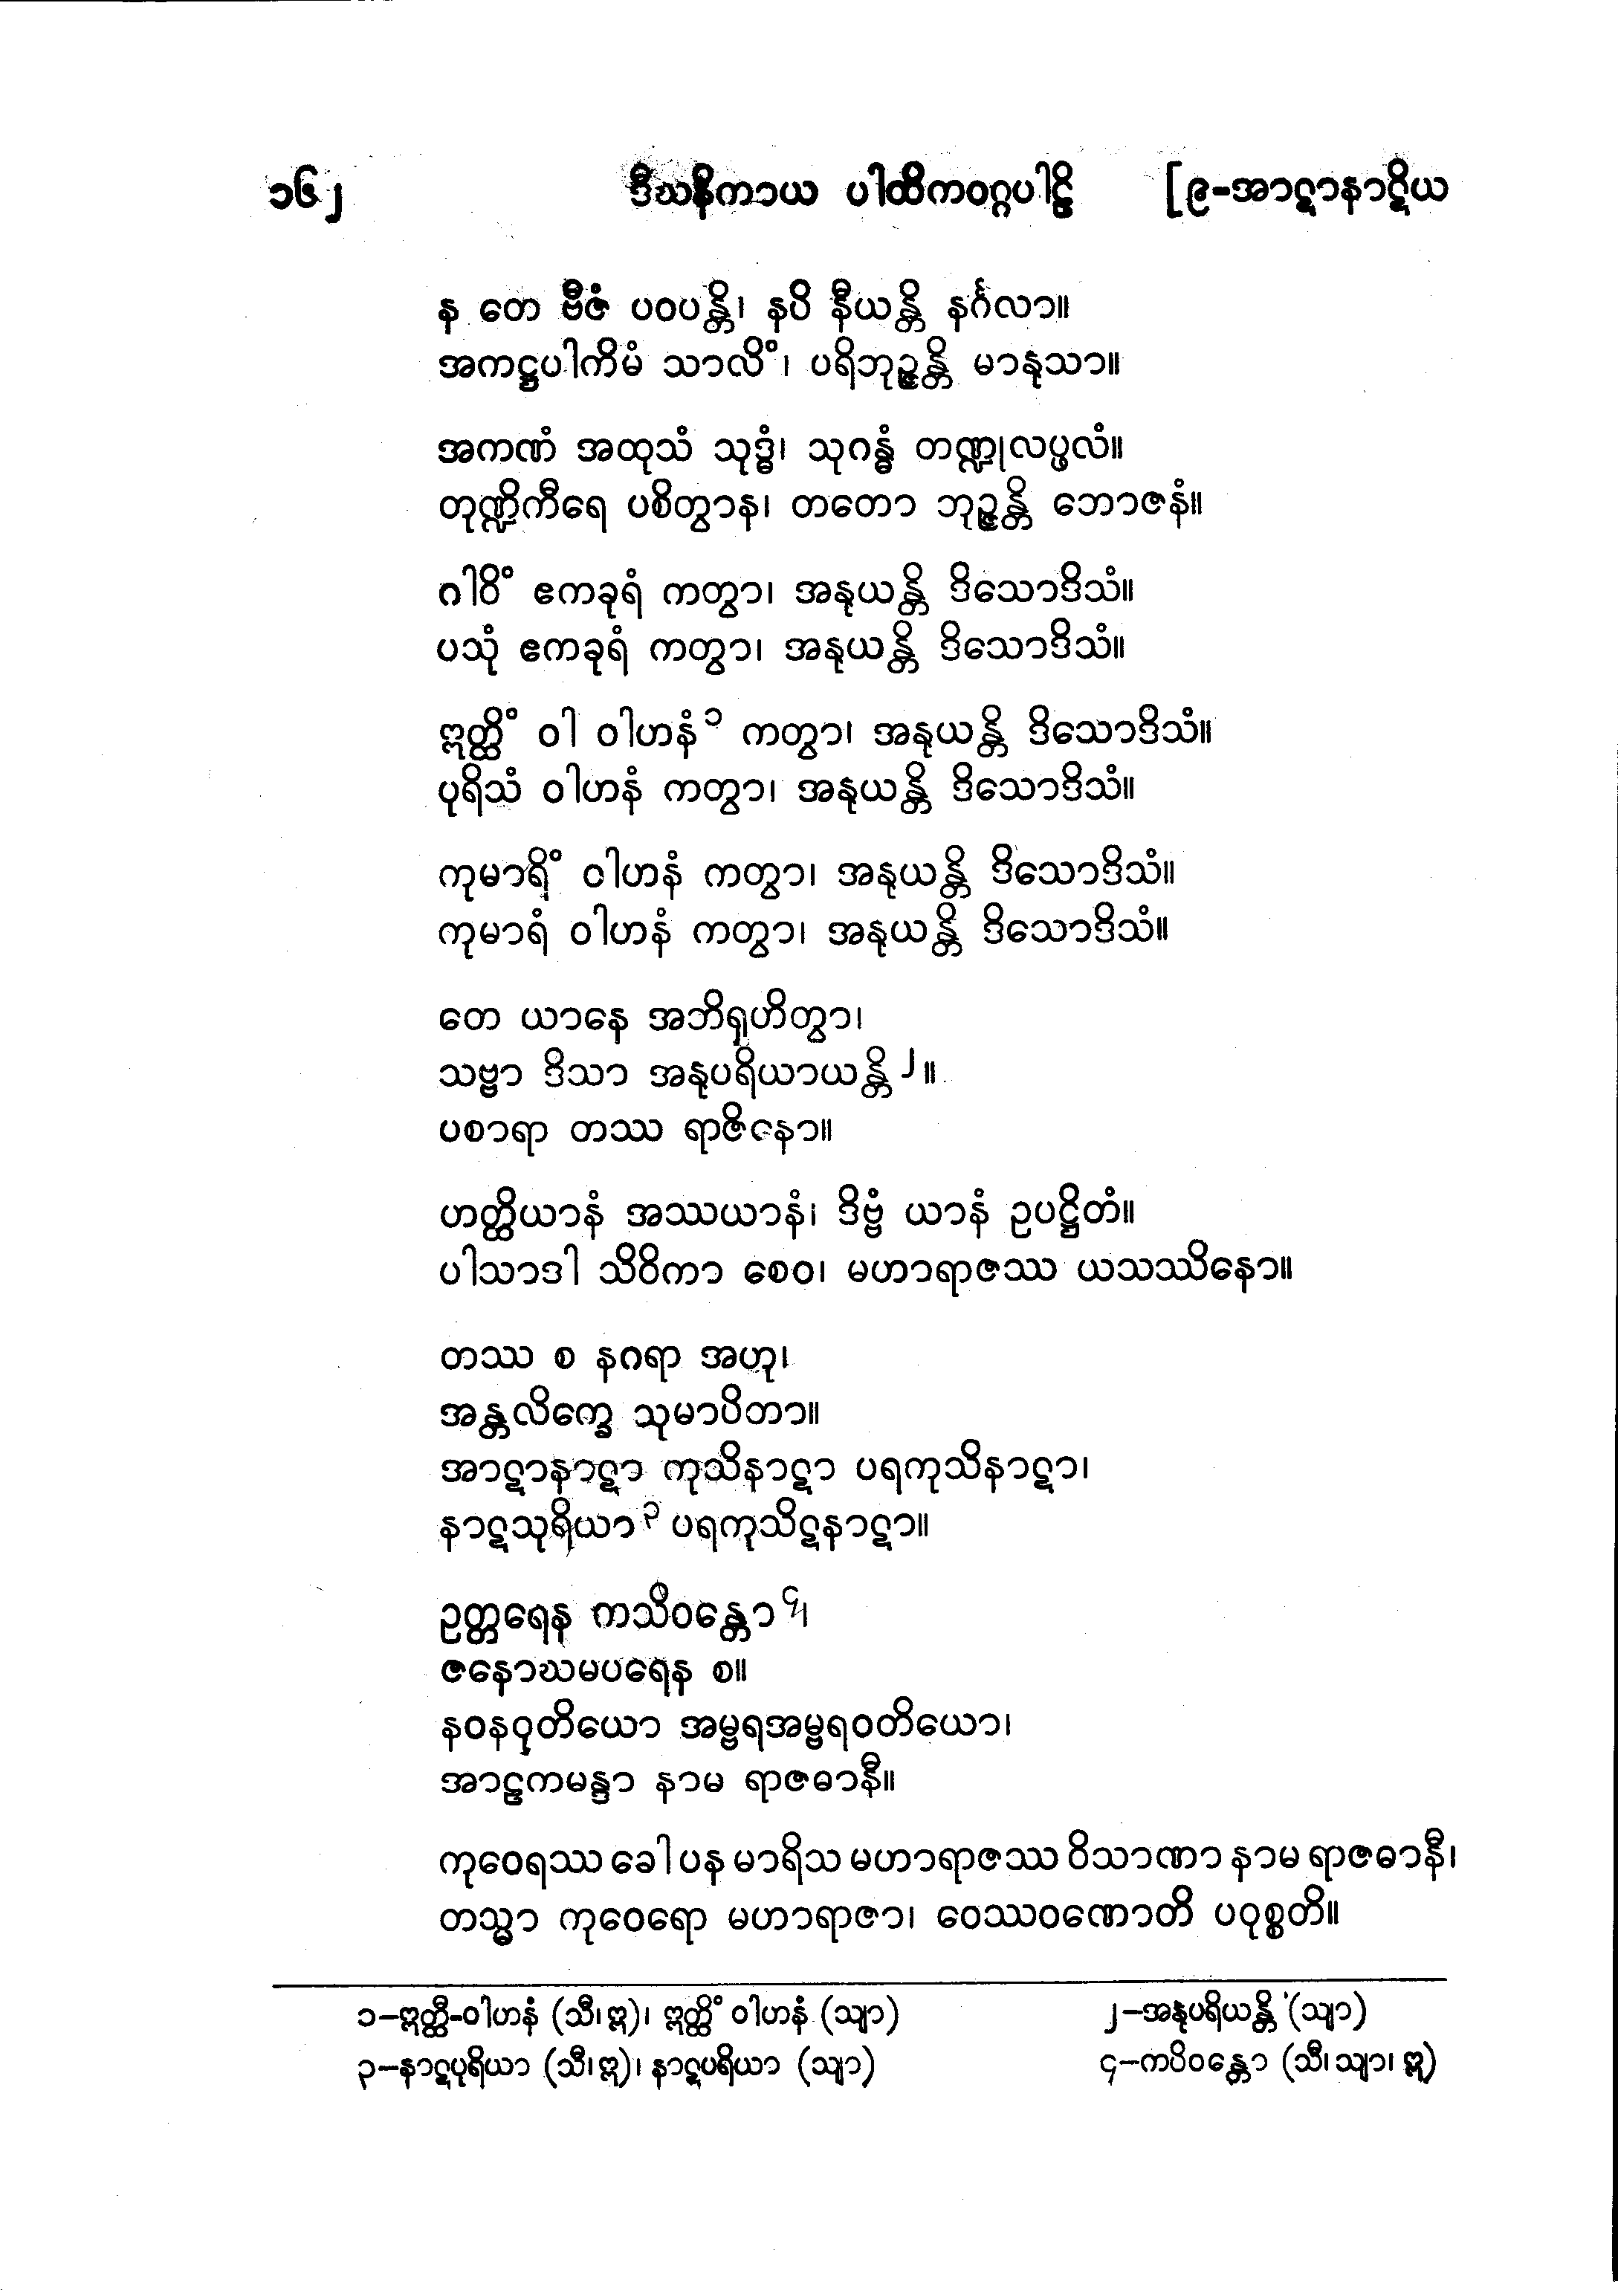 ၁၆၂ ဒီဃနိကာယ ပါထိကဝဂ္ဂပါဠိ [၉-အာဋာနာဋိယ
န တေ ဗီဇံ ပဝပန္တိ၊ နပိ နီယန္တိ နင်္ဂလာ။
အကဋ္ဌပါကိမံ သာလိံ၊ ပရိဘုဉ္ဇန္တိ မာနုသာ။
အကဏံ အထုသံ သုဒ္ဓံ၊ သုဂန္ဓံ တဏ္ဍုလပ္ဖလံ။
တုဏ္ဍိကီရေ ပစိတွာန၊ တတော ဘုဉ္ဇန္တိ ဘောဇနံ။
ဂါဝိံ ဧကခုရံ ကတွာ၊ အနုယန္တိ ဒိသောဒိသံ။
ပသုံ ဧကခုရံ ကတွာ၊ အနုယန္တိ ဒိသောဒိသံ။
ဣတ္ထိံ ဝါ ဝါဟနံ၁ ကတွာ၊ အနုယန္တိ ဒိသောဒိသံ။
ပုရိသံ ဝါဟနံ ကတွာ၊ အနုယန္တိ ဒိသောဒိသံ။
ကုမာရိံ ဝါဟနံ ကတွာ၊ အနုယန္တိ ဒိသောဒိသံ။
ကုမာရံ ဝါဟနံ ကတွာ၊ အနုယန္တိ ဒိသောဒိသံ။
တေ ယာနေ အဘိရုဟိတွာ၊
သဗ္ဗာ ဒိသာ အနုပရိယာယန္တိ၂။
ပစာရာ တဿ ရာဇိနော။
ဟတ္ထိယာနံ အဿယာနံ၊ ဒိဗ္ဗံ ယာနံ ဥပဋ္ဌိတံ။
ပါသာဒါ သိဝိကာ စေဝ၊ မဟာရာဇဿ ယသဿိနော။
တဿ စ နဂရာ အဟု၊
အန္တလိက္ခေ သုမာပိတာ။
အာဋာနာဋာ ကုသိနာဋာ ပရကုသိနာဋာ၊
နာဋသုရိယာ၃ ပရကုသိဋနာဋာ။
ဥတ္တရေန ကသိဝန္တော၄၊
ဇနောဃမပရေန စ။
နဝနဝုတိယော အမ္ဗရအမ္ဗရဝတိယော၊
အာဠကမန္ဒာ နာမ ရာဇဓာနီ။
ကုဝေရဿ ခေါ ပန မာရိသ မဟာရာဇဿ ဝိသာဏာ နာမ ရာဇဓာနီ၊
တသ္မာ ကုဝေရော မဟာရာဇာ၊ ဝေဿဝဏောတိ ပဝုစ္စတိ။
၁–ဣတ္ထီ-ဝါဟနံ (သီ၊ ဣ)၊ ဣတ္ထိံ ဝါဟနံ (သျာ) ၂–အနုပရိယန္တိ (သျာ)
၃–နာဋပုရိယာ (သီ၊ ဣ)၊ နာဋပရိယာ (သျာ) ၄–ကပိဝန္တော (သီ၊ သျာ၊ ဣ)